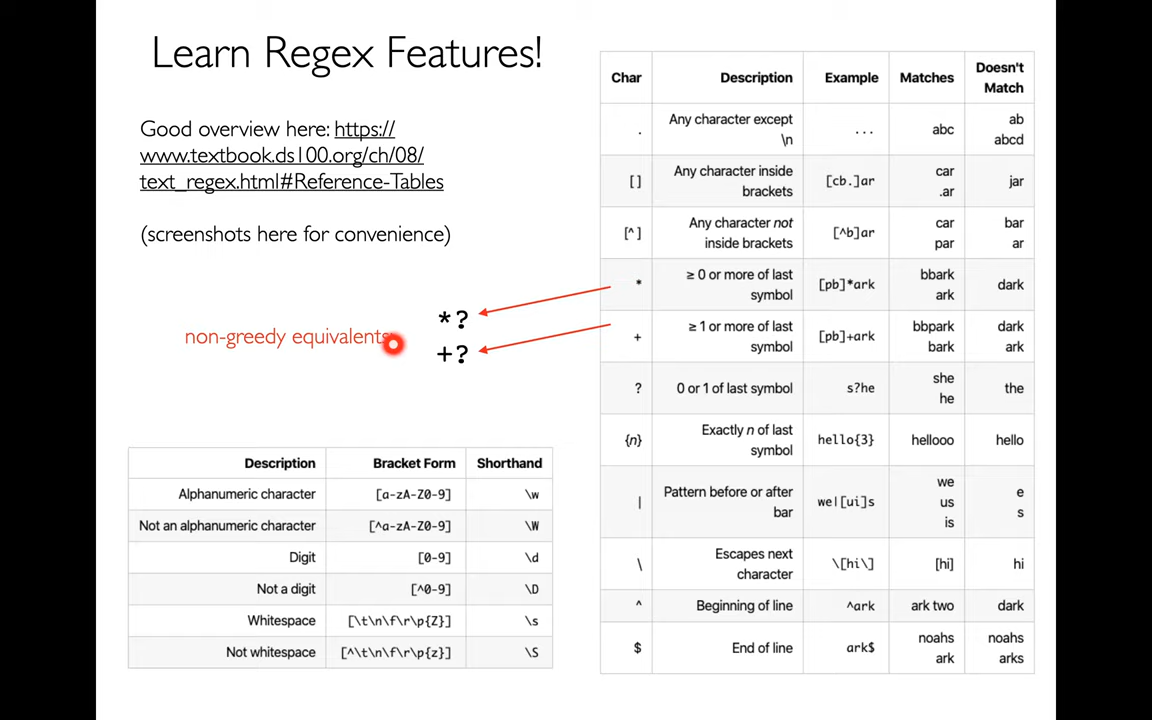 Learn Regex Features!
Good overview here: https://
www.textbook.ds100.org/ch/08/
text_regex.html#Reference-Tables
(screenshots here for convenience)
non-greedy equivalents
*?
+?
Description Bracket Form Shorthand
Alphanumeric character [a-zA-Z0-9] \w
Not an alphanumeric character [^a-zA-Z0-9] \W
Digit [0-9] \d
Not a digit [^0-9] \D
Whitespace [\t\n\f\r\p{Z}] \s
Not whitespace [^\t\n\f\r\p{z}] \S
Char Description Example Matches Doesn't
Match
. Any character except
\n ... abc ab
abcd
[] Any character inside
brackets [cb.]ar car
.ar jar
[^] Any character not
inside brackets [^b]ar car
par bar
ar
* ≥ 0 or more of last
symbol [pb]*ark bbark
ark dark
+ ≥ 1 or more of last
symbol [pb]+ark bbpark
bark dark
ark
? 0 or 1 of last symbol s?he she
he the
{n} Exactly n of last
symbol hello{3} hellooo hello
| Pattern before or after
bar we|[ui]s we
us
is e
s
\ Escapes next
character \[hi\] [hi] hi
^ Beginning of line ^ark ark two dark
$ End of line ark$ noahs
ark noahs
arks